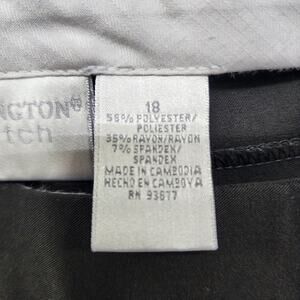 NGTON®
tch
18
58% POLYESTER/
POLIESTER
35% RAYON/RAYON
7% SPANDEX/
SPANDEX
MADE IN CAMBODIA
HECHO EN CAMBOYA
RN 93677